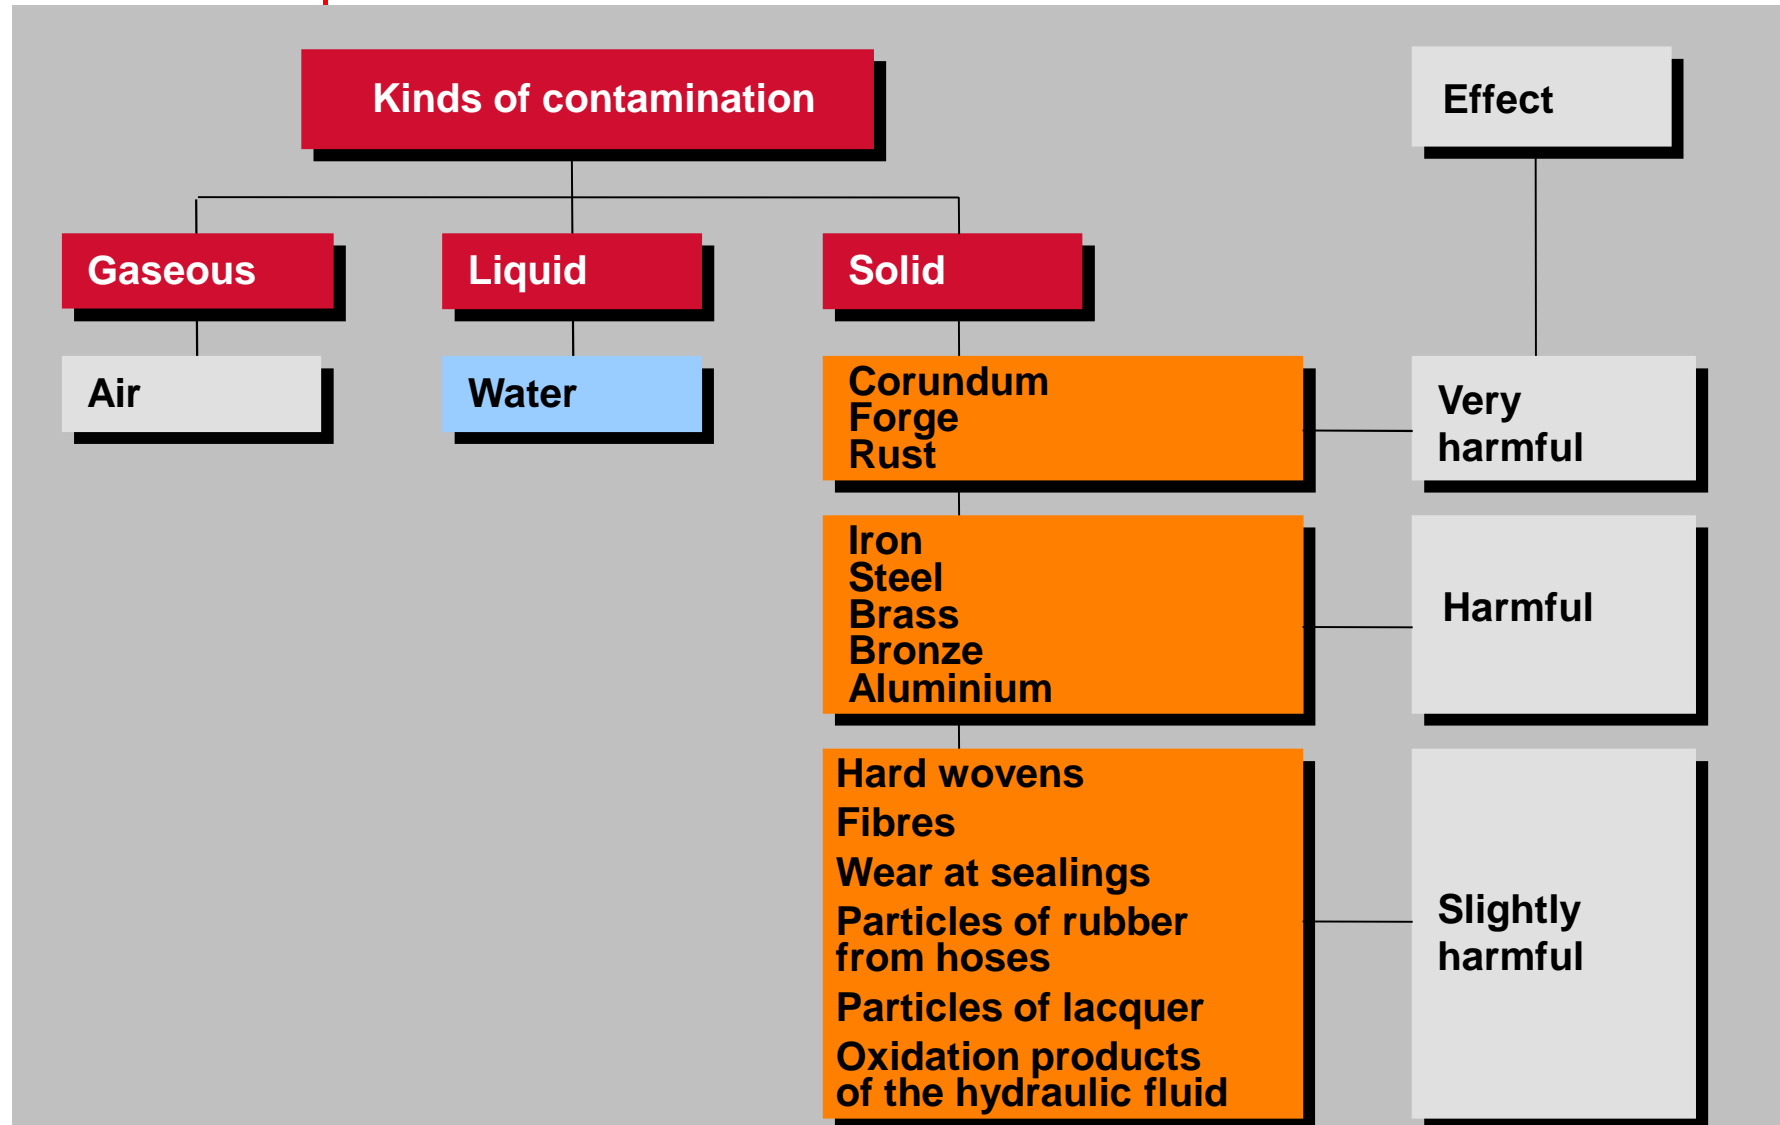 Kinds of contamination
Effect
Gaseous
Liquid
Solid
Air
Water
Corundum
Forge
Rust
Very
harmful
Iron
Steel
Brass
Bronze
Aluminium
Harmful
Hard wovens
Fibres
Wear at sealings
Particles of rubber
from hoses
Particles of lacquer
Oxidation products
of the hydraulic fluid
Slightly
harmful